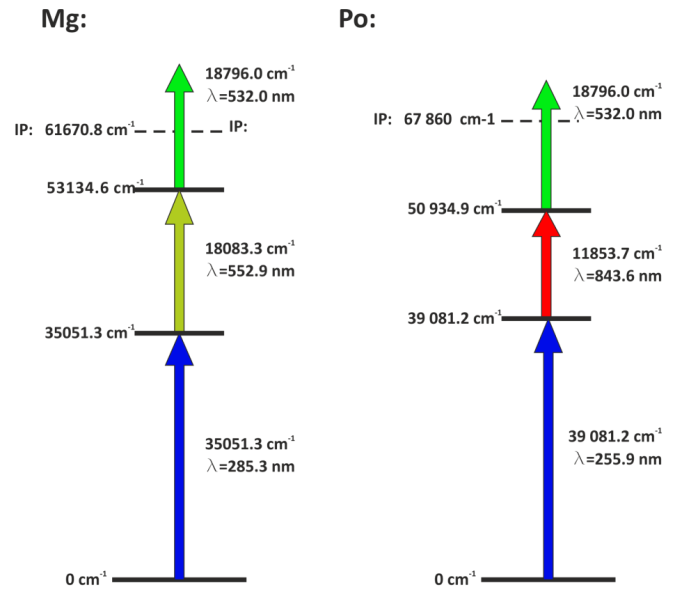 Mg:
18796.0 cm⁻¹
λ=532.0 nm
IP: 61670.8 cm⁻¹
IP:
53134.6 cm⁻¹
18083.3 cm⁻¹
λ=552.9 nm
35051.3 cm⁻¹
35051.3 cm⁻¹
λ=285.3 nm
0 cm⁻¹
Po:
18796.0 cm⁻¹
λ=532.0 nm
IP: 67 860 cm-1
50 934.9 cm⁻¹
11853.7 cm⁻¹
λ=843.6 nm
39 081.2 cm⁻¹
39 081.2 cm⁻¹
λ=255.9 nm
0 cm⁻¹